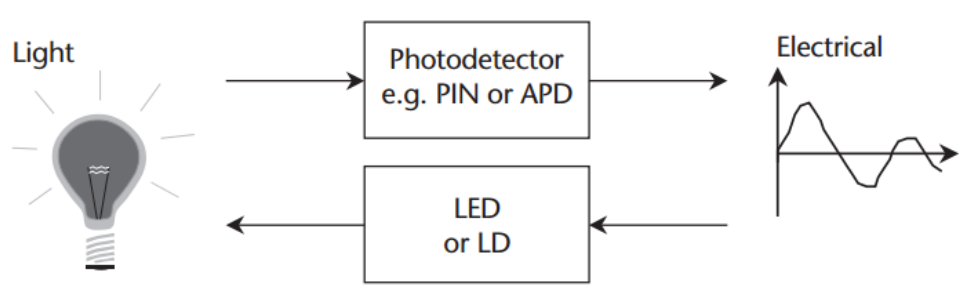 Light
Photodetector
e.g. PIN or APD
Electrical
LED
or LD